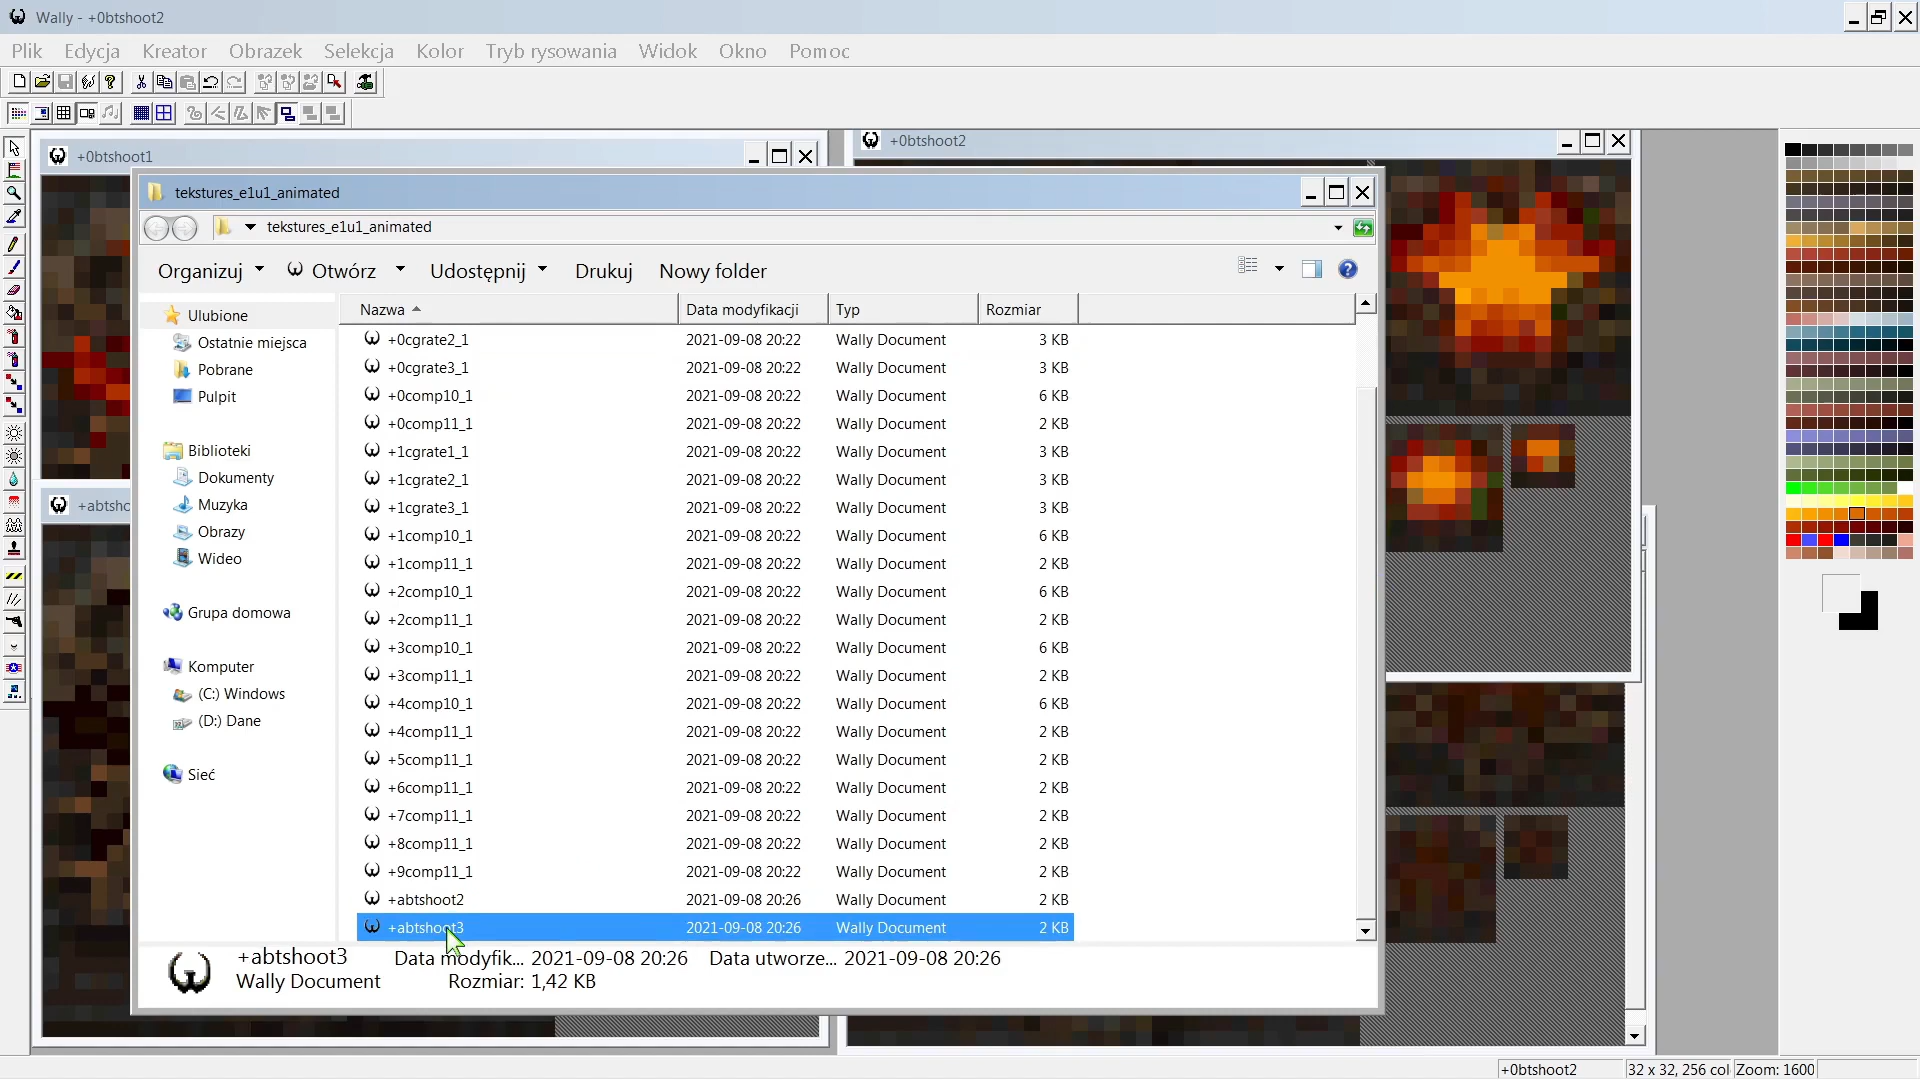 Wally - +0btshoot2
Plik Edycja Kreator Obrazek Selekcja Kolor Tryb rysowania Widok Okno Pomoc
+0btshoot1
+0btshoot2
tekstures_e1u1_animated
tekstures_e1u1_animated
Organizuj Otwórz Udostępnij Drukuj Nowy folder
Ulubione
Ostatnie miejsca
Pobrane
Pulpit
Biblioteki
Dokumenty
Muzyka
Obrazy
Wideo
Grupa domowa
Komputer
(C:) Windows
(D:) Dane
Sieć
+abtsho
Nazwa Data modyfikacji Typ Rozmiar
+0cgrate2_1 2021-09-08 20:22 Wally Document 3 KB
+0cgrate3_1 2021-09-08 20:22 Wally Document 3 KB
+0comp10_1 2021-09-08 20:22 Wally Document 6 KB
+0comp11_1 2021-09-08 20:22 Wally Document 2 KB
+1cgrate1_1 2021-09-08 20:22 Wally Document 3 KB
+1cgrate2_1 2021-09-08 20:22 Wally Document 3 KB
+1cgrate3_1 2021-09-08 20:22 Wally Document 3 KB
+1comp10_1 2021-09-08 20:22 Wally Document 6 KB
+1comp11_1 2021-09-08 20:22 Wally Document 2 KB
+2comp10_1 2021-09-08 20:22 Wally Document 6 KB
+2comp11_1 2021-09-08 20:22 Wally Document 2 KB
+3comp10_1 2021-09-08 20:22 Wally Document 6 KB
+3comp11_1 2021-09-08 20:22 Wally Document 2 KB
+4comp10_1 2021-09-08 20:22 Wally Document 6 KB
+4comp11_1 2021-09-08 20:22 Wally Document 2 KB
+5comp11_1 2021-09-08 20:22 Wally Document 2 KB
+6comp11_1 2021-09-08 20:22 Wally Document 2 KB
+7comp11_1 2021-09-08 20:22 Wally Document 2 KB
+8comp11_1 2021-09-08 20:22 Wally Document 2 KB
+9comp11_1 2021-09-08 20:22 Wally Document 2 KB
+abtshoot2 2021-09-08 20:26 Wally Document 2 KB
+abtshoot3 2021-09-08 20:26 Wally Document 2 KB
+abtshoot3 Data modyfik... 2021-09-08 20:26 Data utworze... 2021-09-08 20:26
Wally Document Rozmiar: 1,42 KB
+0btshoot2 32 x 32, 256 col Zoom: 1600